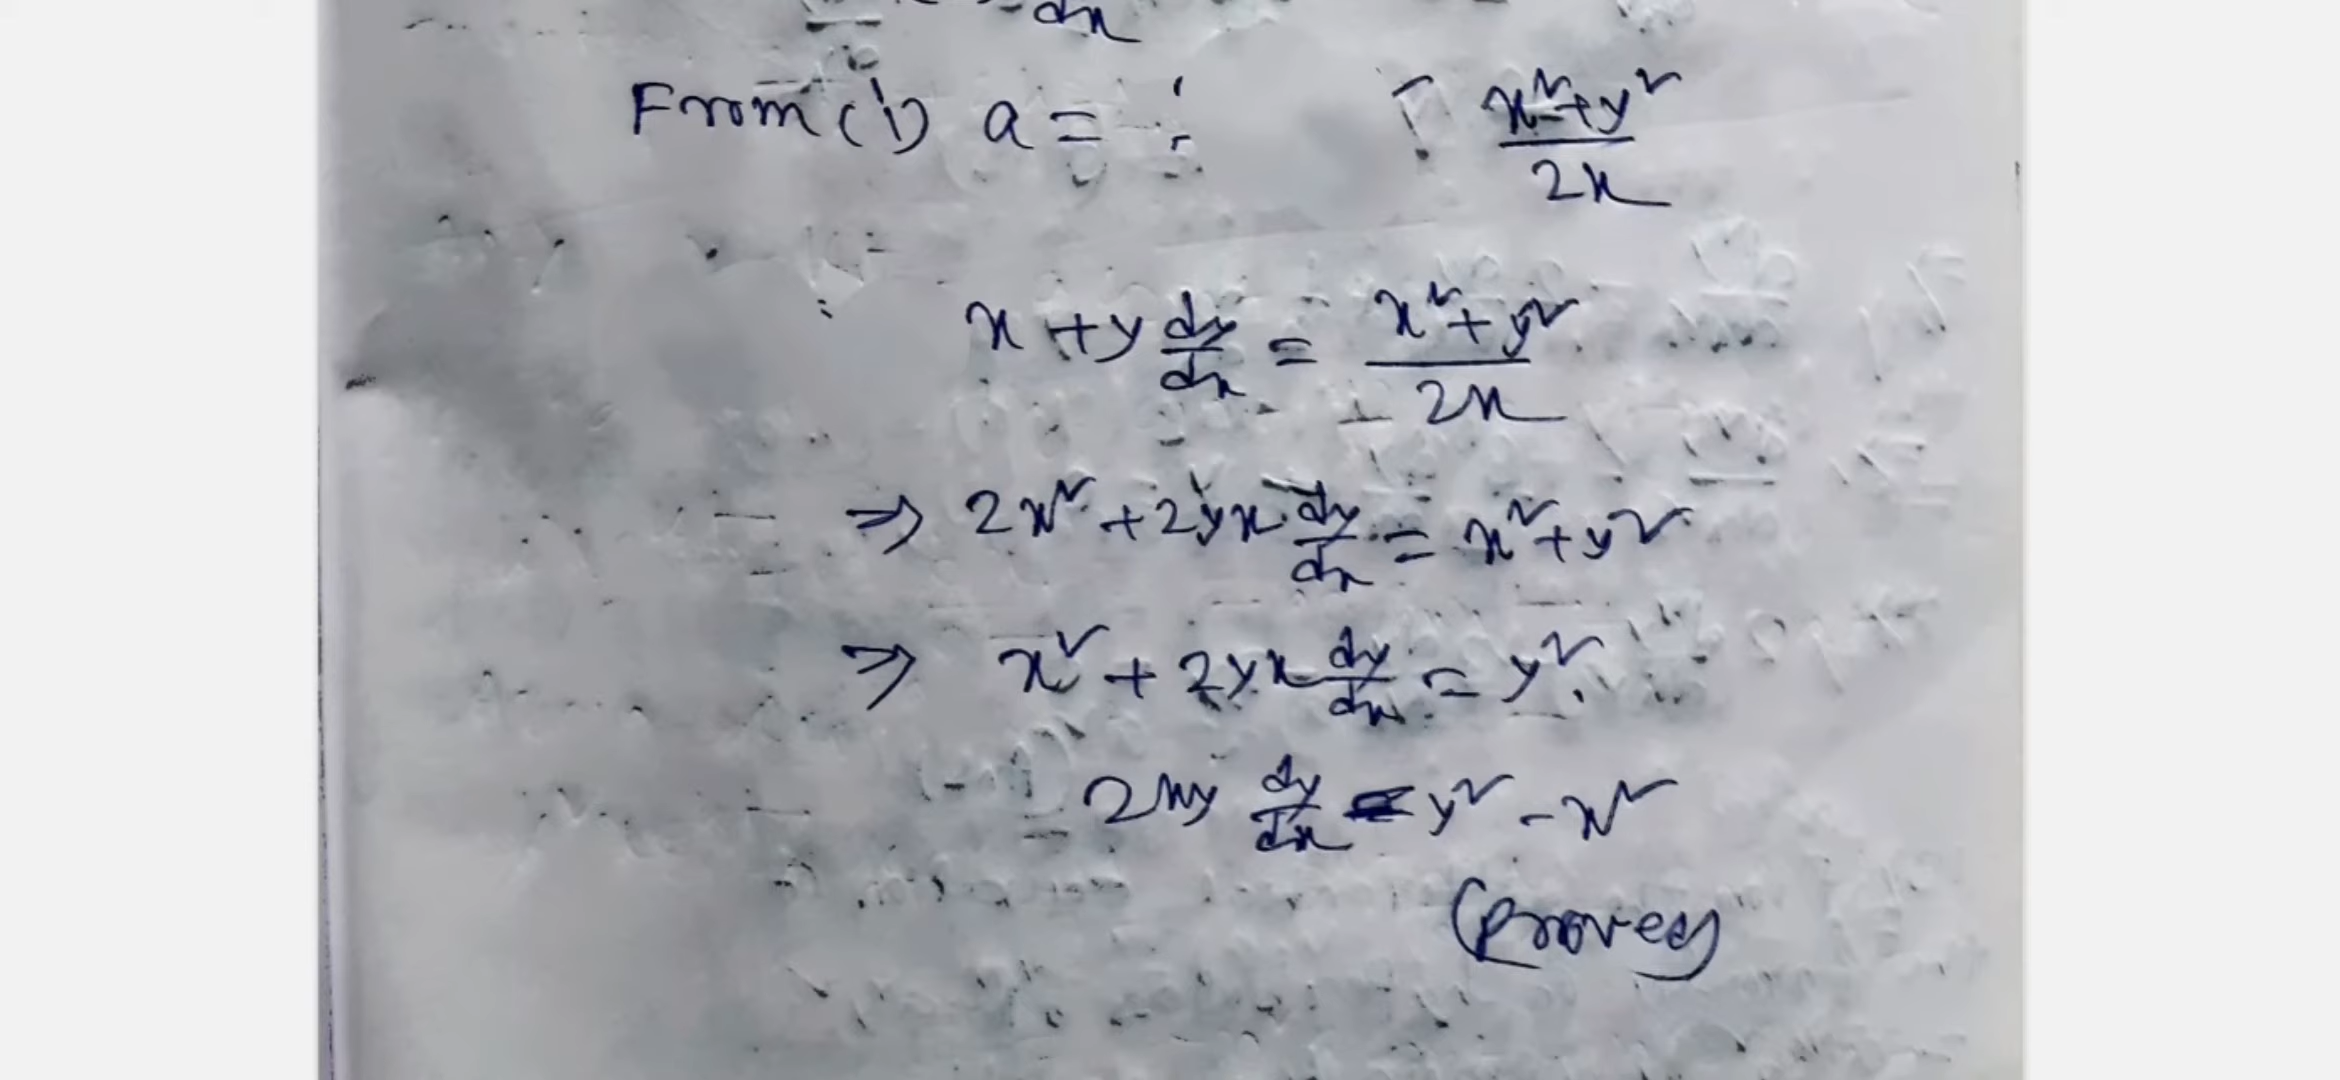 dx
From (i) a = x²+y² / 2x
x + y dy/dx = x²+y² / 2x
⇒ 2x² + 2yx dy/dx = x²+y²
⇒ x² + 2yx dy/dx = y²
2xy dy/dx = y² - x²
(Proved)